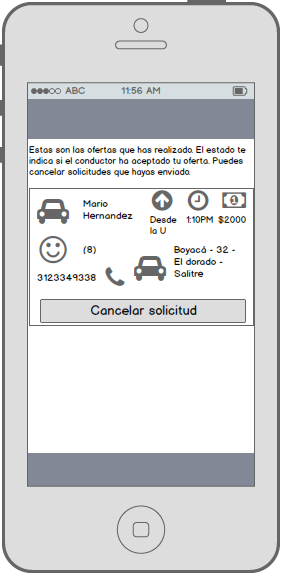 ABC 11:56 AM
Estas son las ofertas que has realizado. El estado te
indica si el conductor ha aceptado tu oferta. Puedes
cancelar solicitudes que hayas enviado.
Mario
Hernandez
Desde
la U
1:10PM
1
$2000
(8)
3123349338
Boyacá - 32 -
El dorado -
Salitre
Cancelar solicitud